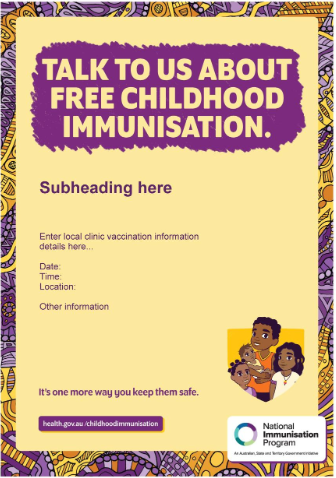 TALK TO US ABOUT
FREE CHILDHOOD
IMMUNISATION.
Subheading here
Enter local clinic vaccination information
details here...
Date:
Time:
Location:
Other information
It's one more way you keep them safe.
health.gov.au /childhoodimmunisation
National
Immunisation
Program
An Australian, State and Territory Government Initiative